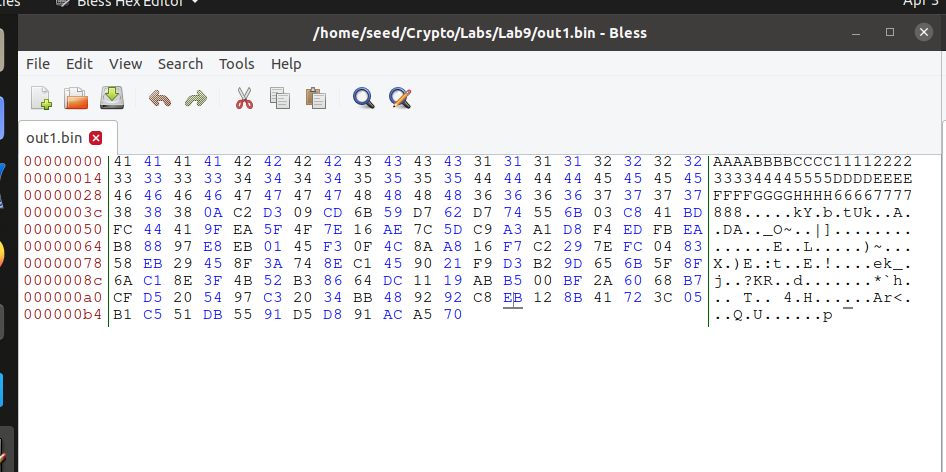 Bless Hex Editor
Apr 3
/home/seed/Crypto/Labs/Lab9/out1.bin - Bless
File Edit View Search Tools Help
out1.bin
00000000 41 41 41 41 42 42 42 42 43 43 43 43 31 31 31 31 32 32 32 32 AAAABBBBCCCC11112222
00000014 33 33 33 33 34 34 34 34 35 35 35 35 44 44 44 44 45 45 45 45 333344445555DDDDEEEE
00000028 46 46 46 46 47 47 47 47 48 48 48 48 36 36 36 36 37 37 37 37 FFFFGGGGHHHH66667777
0000003c 38 38 38 0A C2 D3 09 CD 6B 59 D7 62 D7 74 55 6B 03 C8 41 BD 888.....kY.b.tUk..A.
00000050 FC 44 41 9F EA 5F 4F 7E 16 AE 7C 5D C9 A3 A1 D8 F4 ED FB EA .DA.._O~..|]........
00000064 B8 88 97 E8 EB 01 45 F3 0F 4C 8A A8 16 F7 C2 29 7E FC 04 83 ......E..L.....)~...
00000078 58 EB 29 45 8F 3A 74 8E C1 45 90 21 F9 D3 B2 9D 65 6B 5F 8F X.)E.:t..E.!....ek_.
0000008c 6A C1 8E 3F 4B 52 B3 86 64 DC 11 19 AB B5 00 BF 2A 60 68 B7 j..?KR..d.......*`h.
000000a0 CF D5 20 54 97 C3 20 34 BB 48 92 92 C8 EB 12 8B 41 72 3C 05 .. T.. 4.H......Ar<.
000000b4 B1 C5 51 DB 55 91 D5 D8 91 AC A5 70 ..Q.U......p